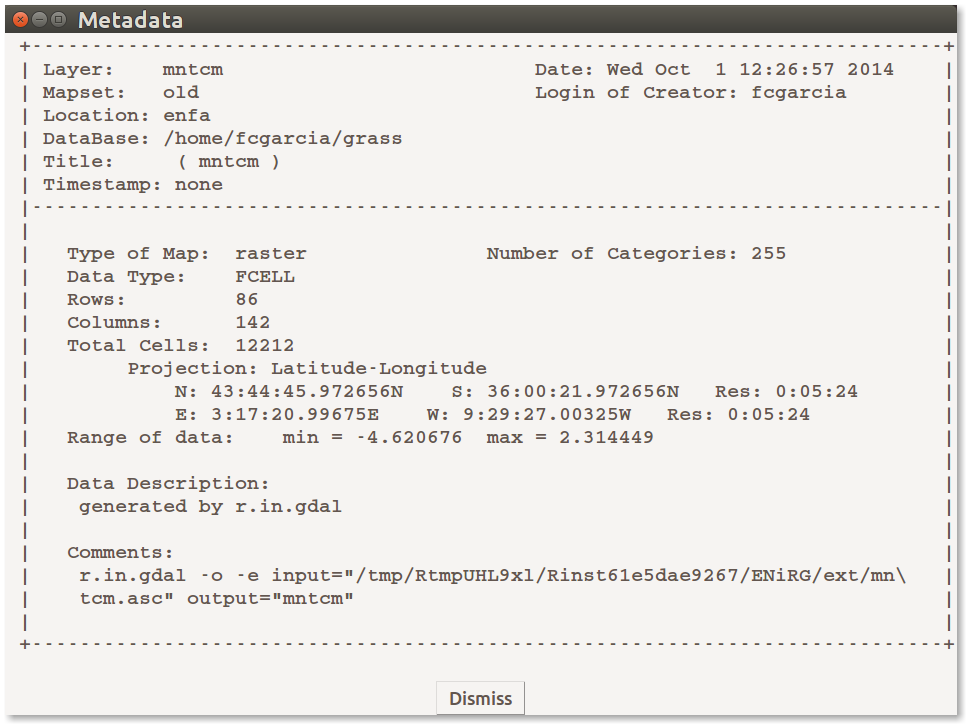 Metadata
+----------------------------------------------------------------------------+
| Layer:    mntcm                          Date: Wed Oct  1 12:26:57 2014    |
| Mapset:   old                            Login of Creator: fcgarcia        |
| Location: enfa                                                             |
| DataBase: /home/fcgarcia/grass                                             |
| Title:     ( mntcm )                                                       |
| Timestamp: none                                                            |
|----------------------------------------------------------------------------|
|                                                                            |
|   Type of Map:  raster               Number of Categories: 255             |
|   Data Type:    FCELL                                                      |
|   Rows:         86                                                         |
|   Columns:      142                                                        |
|   Total Cells:  12212                                                      |
|        Projection: Latitude-Longitude                                      |
|            N: 43:44:45.972656N    S: 36:00:21.972656N   Res: 0:05:24       |
|            E: 3:17:20.99675E    W: 9:29:27.00325W   Res: 0:05:24           |
|   Range of data:    min = -4.620676  max = 2.314449                        |
|                                                                            |
|   Data Description:                                                        |
|    generated by r.in.gdal                                                  |
|                                                                            |
|   Comments:                                                                |
|    r.in.gdal -o -e input="/tmp/RtmpUHL9xl/Rinst61e5dae9267/ENiRG/ext/mn\   |
|    tcm.asc" output="mntcm"                                                 |
|                                                                            |
+----------------------------------------------------------------------------+
Dismiss